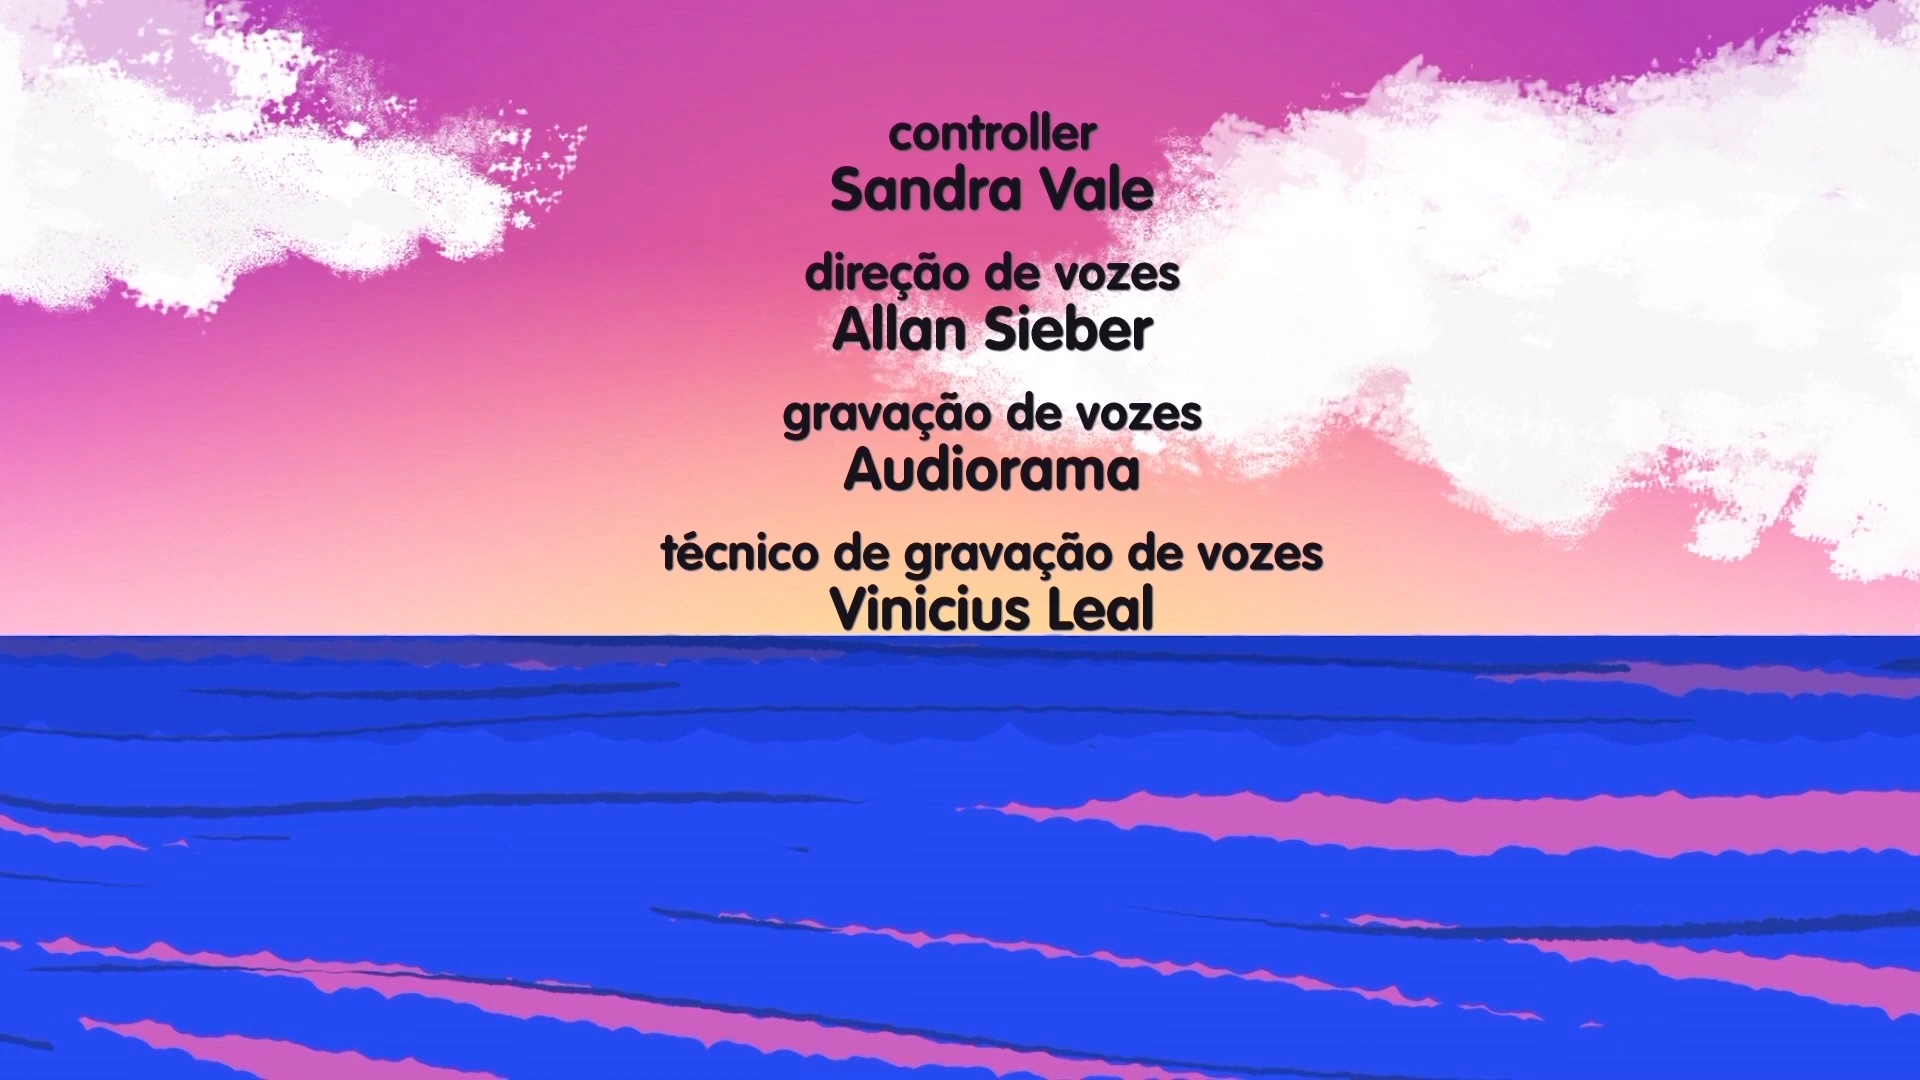 controller
Sandra Vale
direção de vozes
Allan Sieber
gravação de vozes
Audiorama
técnico de gravação de vozes
Vinicius Leal